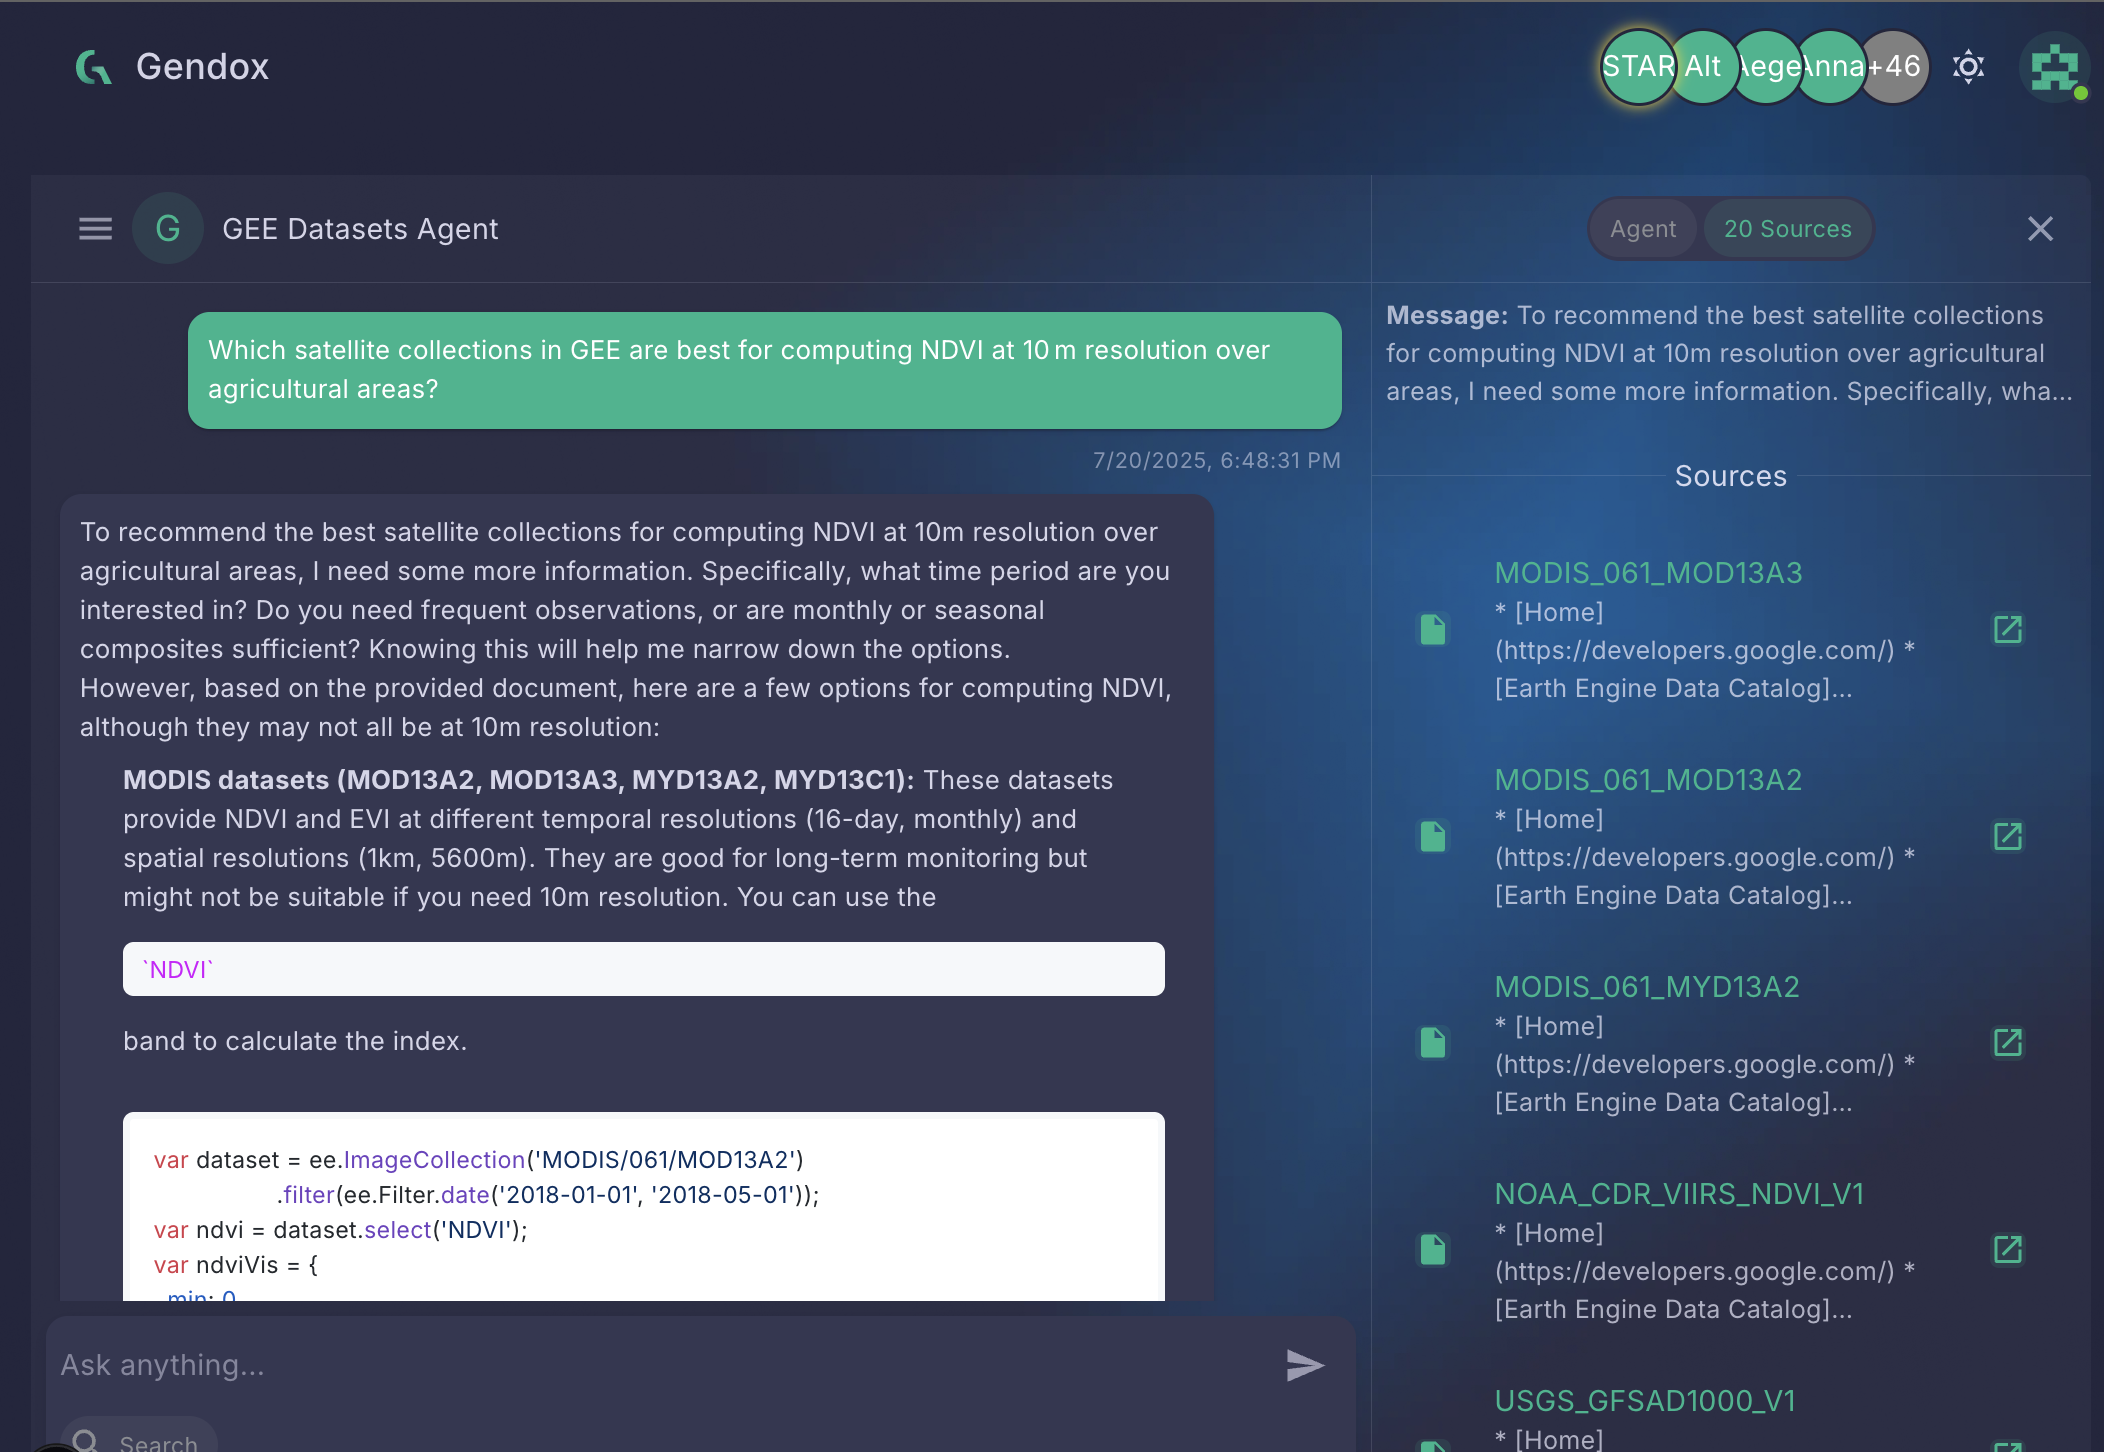 Gendox
STAR Alt Aege Anna +46
G GEE Datasets Agent
Which satellite collections in GEE are best for computing NDVI at 10 m resolution over
agricultural areas?
7/20/2025, 6:48:31 PM
To recommend the best satellite collections for computing NDVI at 10m resolution over
agricultural areas, I need some more information. Specifically, what time period are you
interested in? Do you need frequent observations, or are monthly or seasonal
composites sufficient? Knowing this will help me narrow down the options.
However, based on the provided document, here are a few options for computing NDVI,
although they may not all be at 10m resolution:
MODIS datasets (MOD13A2, MOD13A3, MYD13A2, MYD13C1): These datasets
provide NDVI and EVI at different temporal resolutions (16-day, monthly) and
spatial resolutions (1km, 5600m). They are good for long-term monitoring but
might not be suitable if you need 10m resolution. You can use the
`NDVI`
band to calculate the index.
var dataset = ee.ImageCollection('MODIS/061/MOD13A2')
.filter(ee.Filter.date('2018-01-01', '2018-05-01'));
var ndvi = dataset.select('NDVI');
var ndviVis = {
min: 0
Ask anything...
Search
Agent 20 Sources
Message: To recommend the best satellite collections
for computing NDVI at 10m resolution over agricultural
areas, I need some more information. Specifically, wha...
Sources
MODIS_061_MOD13A3
* [Home]
(https://developers.google.com/) *
[Earth Engine Data Catalog]...
MODIS_061_MOD13A2
* [Home]
(https://developers.google.com/) *
[Earth Engine Data Catalog]...
MODIS_061_MYD13A2
* [Home]
(https://developers.google.com/) *
[Earth Engine Data Catalog]...
NOAA_CDR_VIIRS_NDVI_V1
* [Home]
(https://developers.google.com/) *
[Earth Engine Data Catalog]...
USGS_GFSAD1000_V1
* [Home]